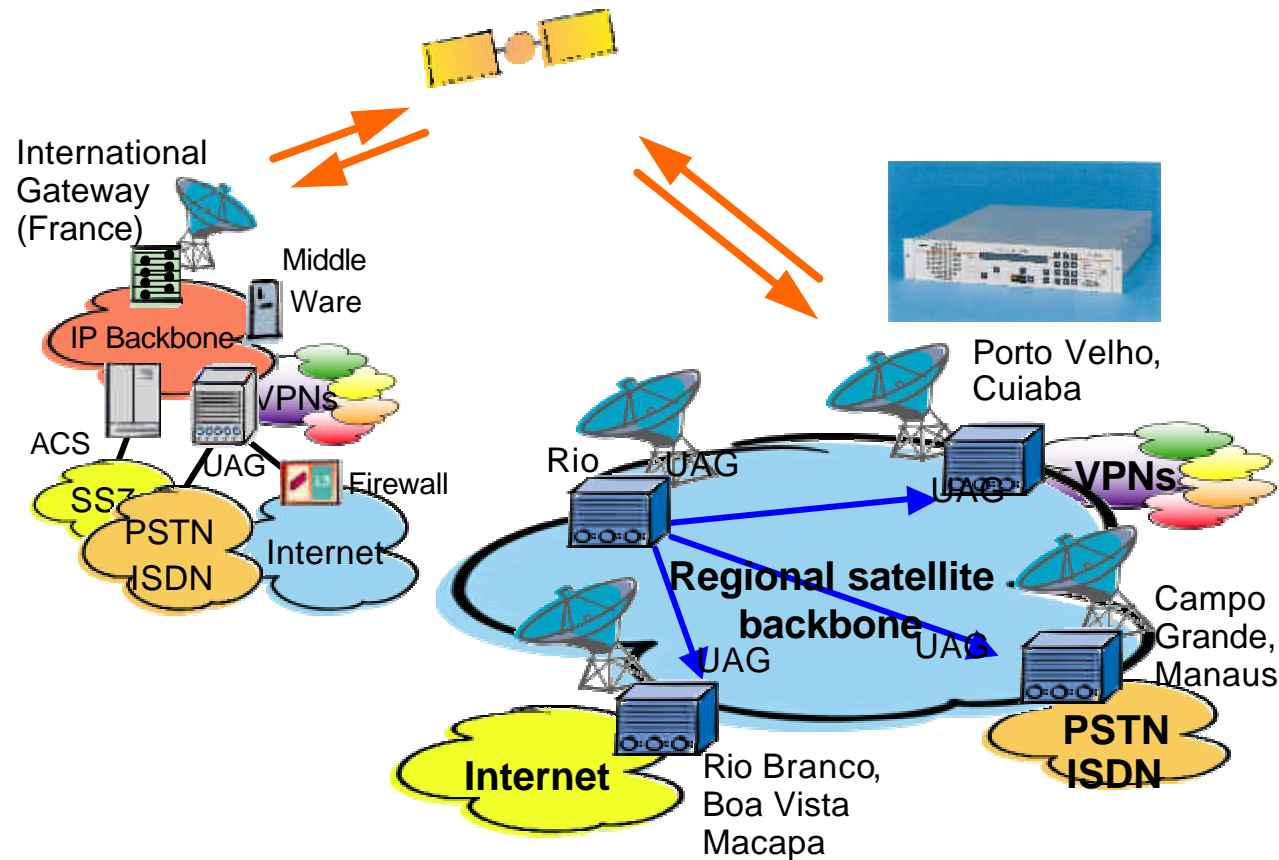 International
Gateway
(France)
Middle
Ware
IP Backbone
VPNs
ACS
UAG
Firewall
SS7
PSTN
ISDN
Internet
Porto Velho,
Cuiaba
Rio
UAG
UAG
VPNs
Regional satellite
backbone
UAG
UAG
Campo
Grande,
Manaus
PSTN
ISDN
Internet
Rio Branco,
Boa Vista
Macapa